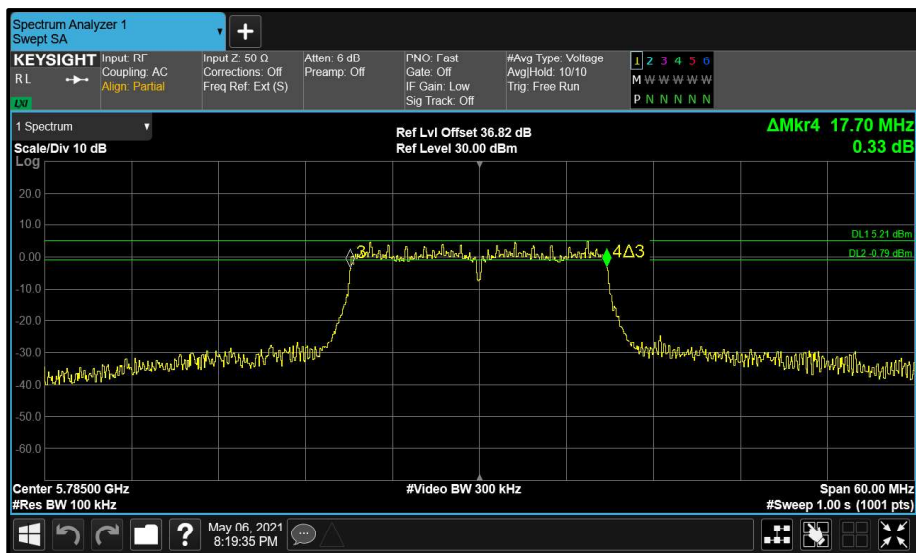 Spectrum Analyzer 1
Swept SA
+
KEYSIGHT Input: RF Input Z: 50 Ω Atten: 6 dB PNO: Fast #Avg Type: Voltage 1 2 3 4 5 6
RL Coupling: AC Corrections: Off Preamp: Off Gate: Off Avg|Hold: 10/10 M W W W W W
Align: Partial Freq Ref: Ext (S) IF Gain: Low Trig: Free Run
LXI Sig Track: Off P N N N N N
1 Spectrum Ref Lvl Offset 36.82 dB ΔMkr4 17.70 MHz
Scale/Div 10 dB Ref Level 30.00 dBm 0.33 dB
Log
20.0
10.0
DL1 5.21 dBm
3 4Δ3
0.00 DL2 -0.79 dBm
-10.0
-20.0
-30.0
-40.0
-50.0
-60.0
Center 5.78500 GHz #Video BW 300 kHz Span 60.00 MHz
#Res BW 100 kHz #Sweep 1.00 s (1001 pts)
? May 06, 2021
8:19:35 PM